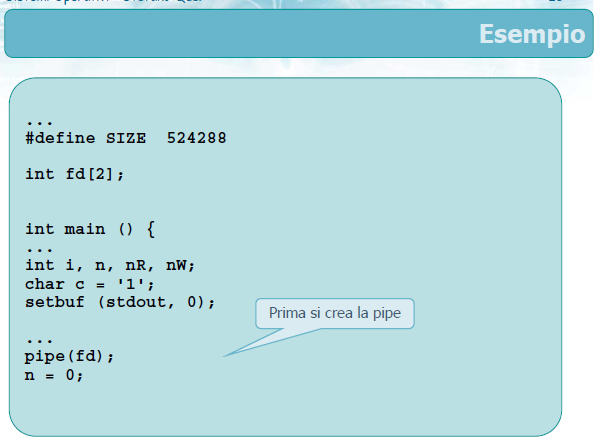 Esempio
...
#define SIZE  524288
int fd[2];
int main () {
...
int i, n, nR, nW;
char c = '1';
setbuf (stdout, 0);
Prima si crea la pipe
...
pipe(fd);
n = 0;